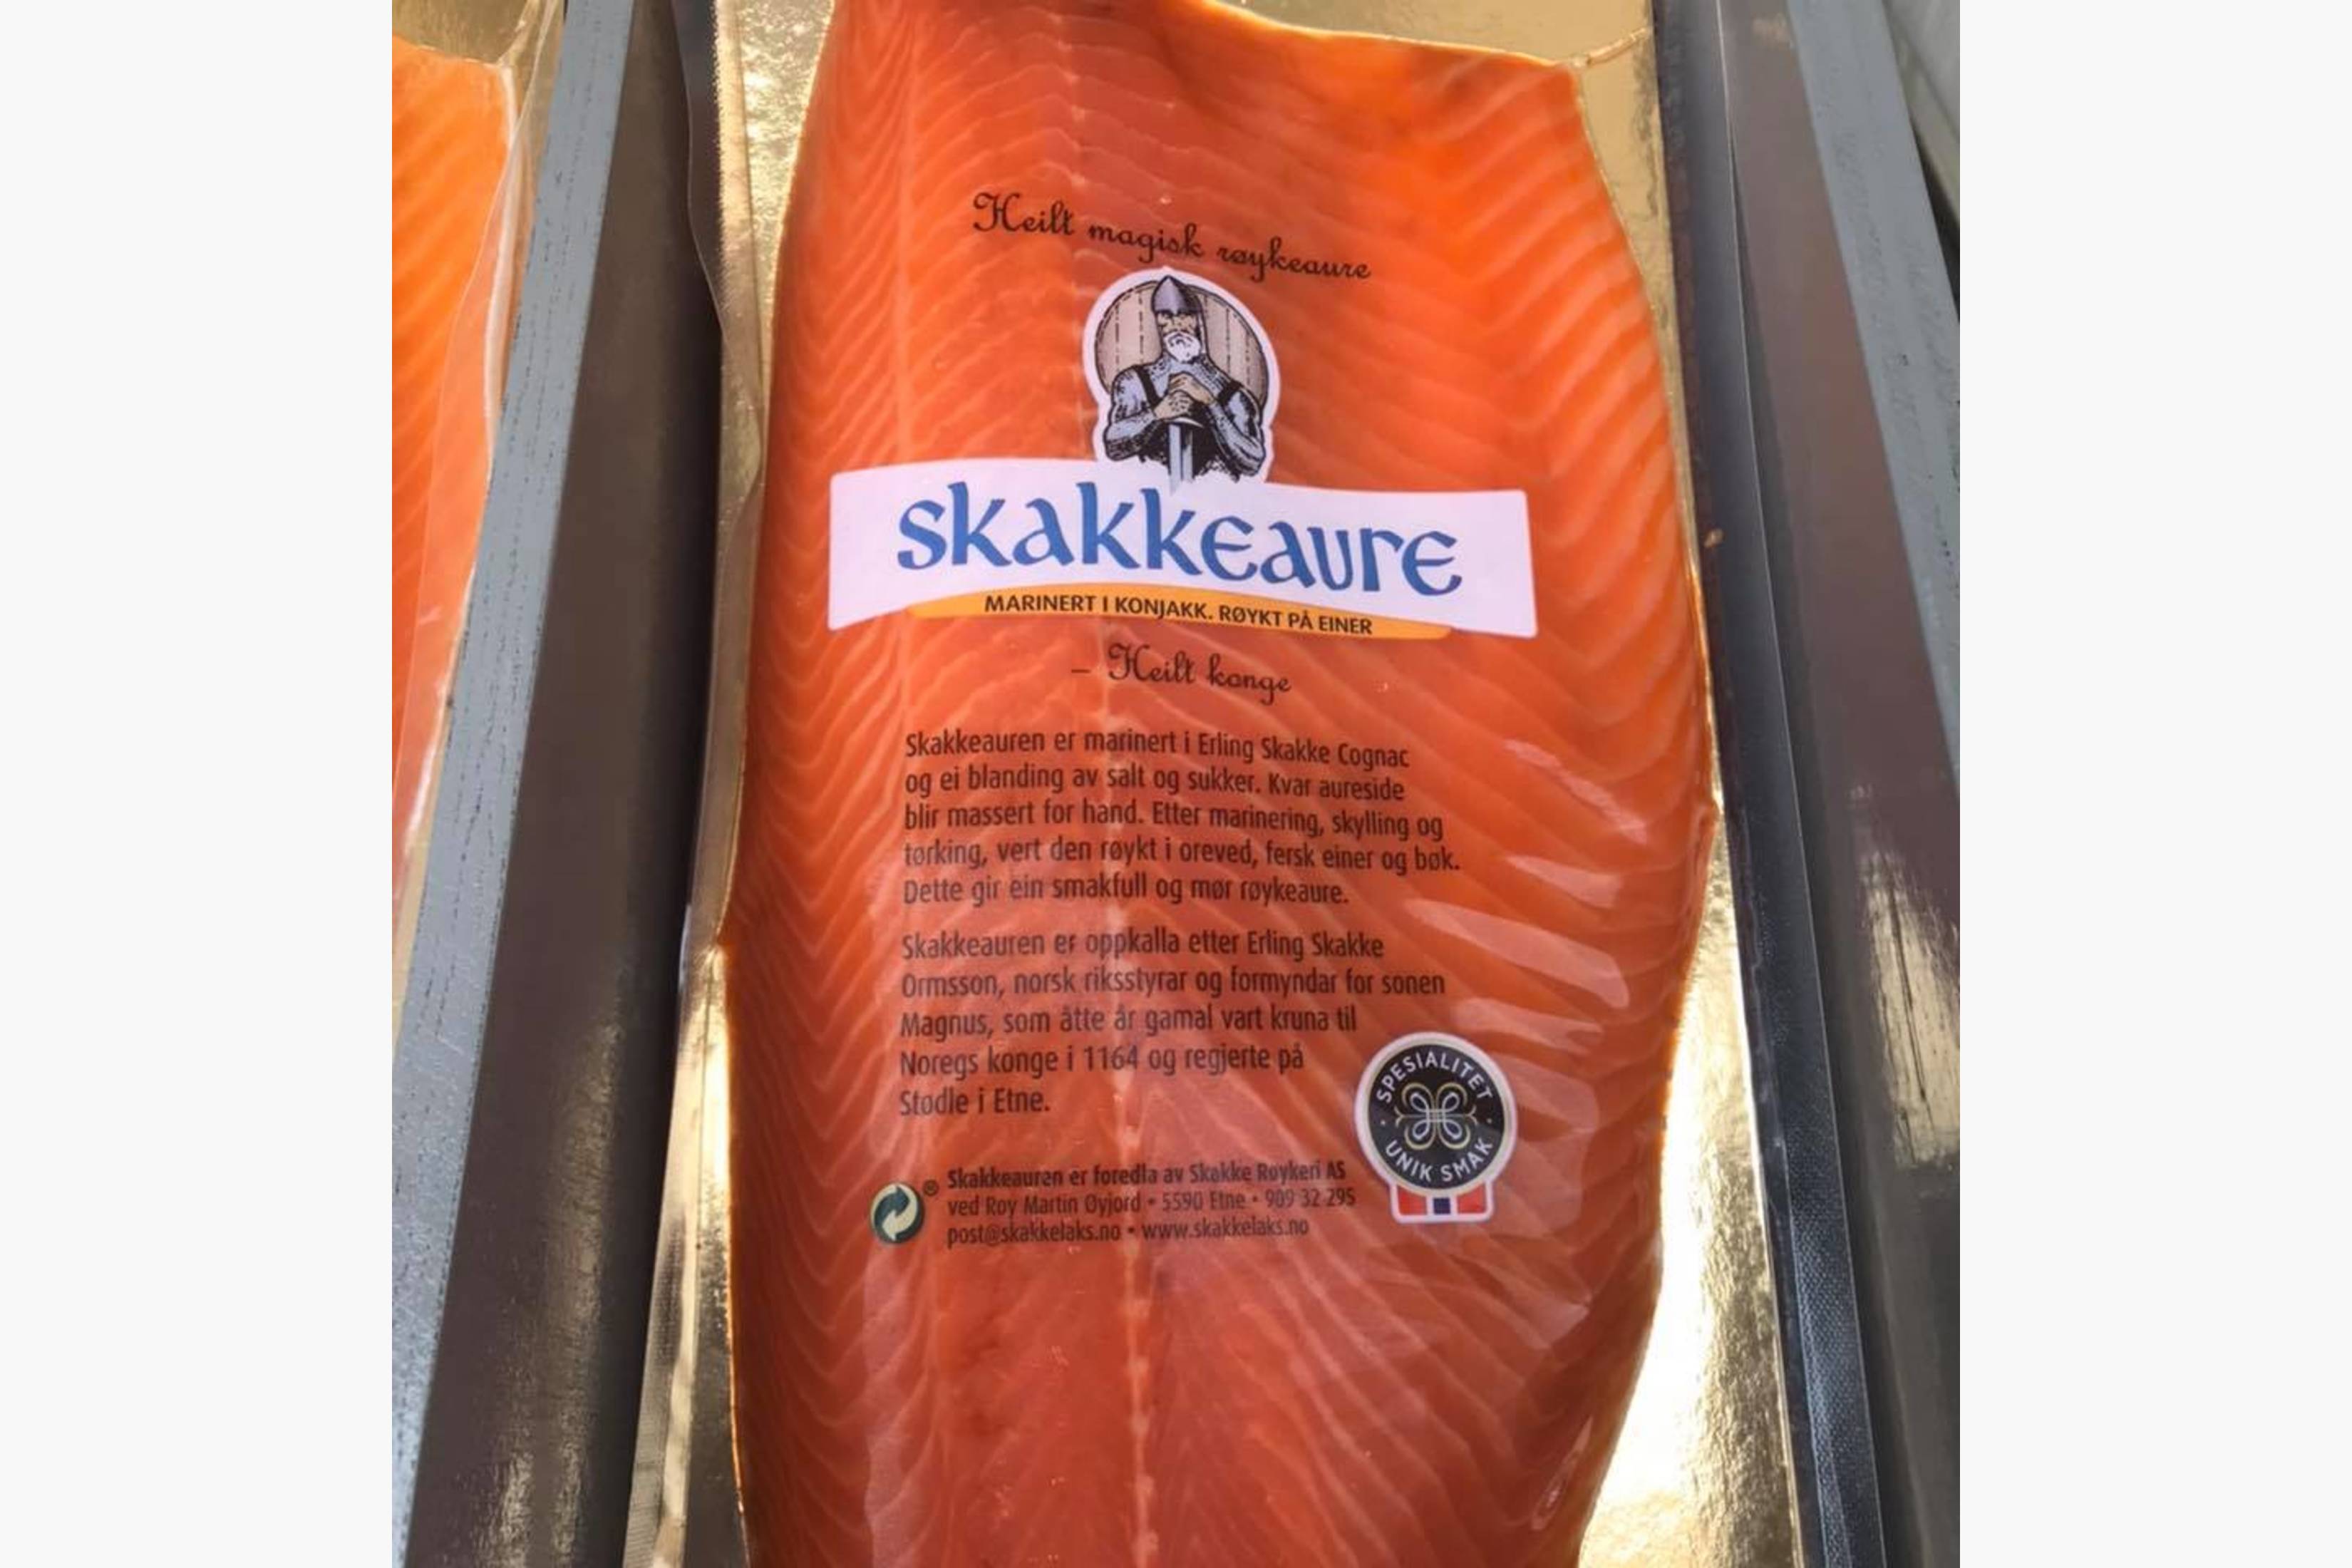 Heilt magisk røykeaure
skakkeaure
MARINERT I KONJAKK. RØYKT PÅ EINER
– Heilt konge
Skakkeauren er marinert i Erling Skakke Cognac
og ei blanding av salt og sukker. Kvar aureside
blir massert for hand. Etter marinering, skylling og
tørking, vert den røykt i oreved, fersk einer og bøk.
Dette gir ein smakfull og mør røykeaure.
Skakkeauren er oppkalla etter Erling Skakke
Ormsson, norsk riksstyrar og formyndar for sonen
Magnus, som åtte år gamal vart kruna til
Noregs konge i 1164 og regjerte på
Stødle i Etne.
SPESIALITET
UNIK SMAK
® Skakkeauren er foredla av Skakke Røykeri AS
ved Roy Martin Øyjord • 5590 Etne • 909 32 295
post@skakkelaks.no • www.skakkelaks.no